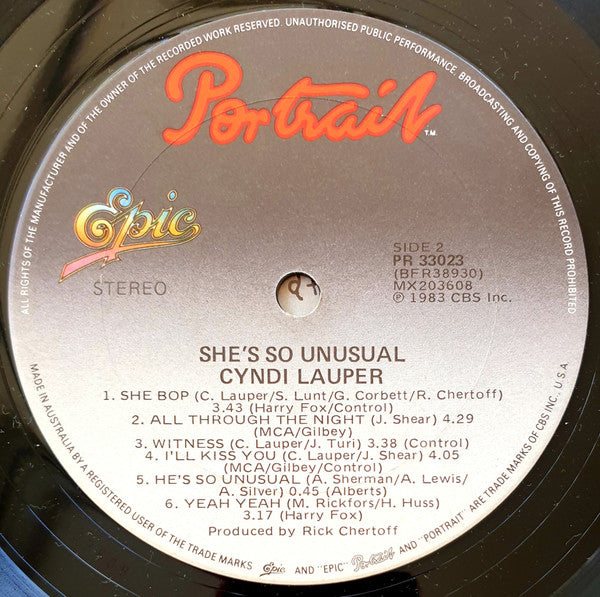 ALL RIGHTS OF THE MANUFACTURER AND OF THE OWNER OF THE RECORDED WORK RESERVED. UNAUTHORISED PUBLIC PERFORMANCE, BROADCASTING AND COPYING OF THIS RECORD PROHIBITED
Portrait
T.M.
Epic
STEREO
SIDE 2
PR 33023
(BFR38930)
MX203608
℗ 1983 CBS Inc.
SHE'S SO UNUSUAL
CYNDI LAUPER
1. SHE BOP (C. Lauper/S. Lunt/G. Corbett/R. Chertoff)
3.43 (Harry Fox/Control)
2. ALL THROUGH THE NIGHT (J. Shear) 4.29
(MCA/Gilbey)
3. WITNESS (C. Lauper/J. Turi) 3.38 (Control)
4. I'LL KISS YOU (C. Lauper/J. Shear) 4.05
(MCA/Gilbey/Control)
5. HE'S SO UNUSUAL (A. Sherman/A. Lewis/
A. Silver) 0.45 (Alberts)
6. YEAH YEAH (M. Rickfors/H. Huss)
3.17 (Harry Fox)
Produced by Rick Chertoff
MADE IN AUSTRALIA BY A REGISTERED USER OF THE TRADE MARKS Epic AND "EPIC" Portrait AND "PORTRAIT" ARE TRADE MARKS OF CBS INC. U.S.A.